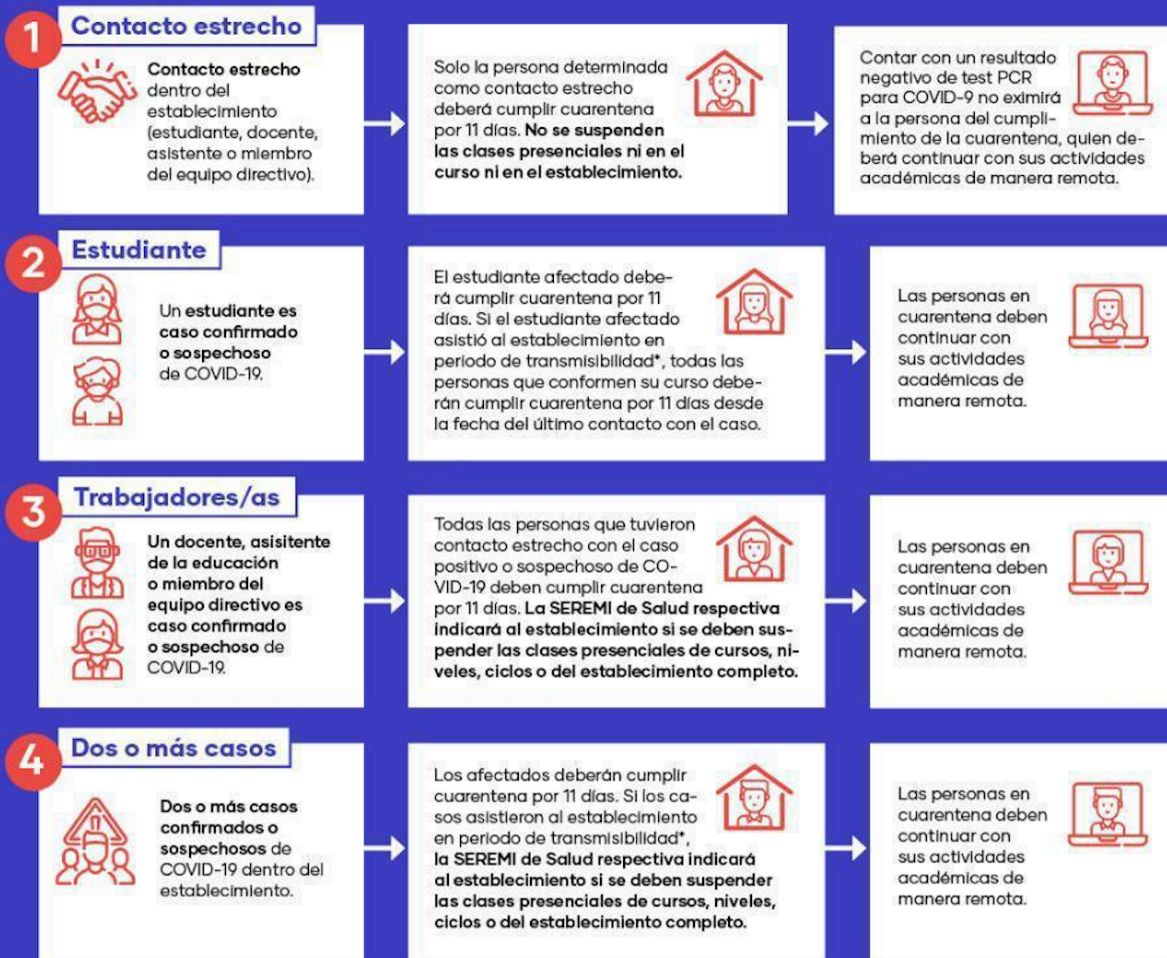 1
Contacto estrecho
Contacto estrecho
dentro del
establecimiento
(estudiante, docente,
asistente o miembro
del equipo directivo).
Solo la persona determinada
como contacto estrecho
deberá cumplir cuarentena
por 11 días. No se suspenden
las clases presenciales ni en el
curso ni en el establecimiento.
Contar con un resultado
negativo de test PCR
para COVID-9 no eximirá
a la persona del cumpli-
miento de la cuarentena, quien de-
berá continuar con sus actividades
académicas de manera remota.
2
Estudiante
Un estudiante es
caso confirmado
o sospechoso
de COVID-19.
El estudiante afectado debe-
rá cumplir cuarentena por 11
días. Si el estudiante afectado
asistió al establecimiento en
periodo de transmisibilidad*, todas las
personas que conformen su curso debe-
rán cumplir cuarentena por 11 días desde
la fecha del último contacto con el caso.
Las personas en
cuarentena deben
continuar con
sus actividades
académicas de
manera remota.
3
Trabajadores/as
Un docente, asisitente
de la educación
o miembro del
equipo directivo es
caso confirmado
o sospechoso de
COVID-19.
Todas las personas que tuvieron
contacto estrecho con el caso
positivo o sospechoso de CO-
VID-19 deben cumplir cuarentena
por 11 días. La SEREMI de Salud respectiva
indicará al establecimiento si se deben sus-
pender las clases presenciales de cursos, ni-
veles, ciclos o del establecimiento completo.
Las personas en
cuarentena deben
continuar con
sus actividades
académicas de
manera remota.
4
Dos o más casos
Dos o más casos
confirmados o
sospechosos de
COVID-19 dentro del
establecimiento.
Los afectados deberán cumplir
cuarentena por 11 días. Si los ca-
sos asistieron al establecimiento
en periodo de transmisibilidad*,
la SEREMI de Salud respectiva indicará
al establecimiento si se deben suspender
las clases presenciales de cursos, niveles,
ciclos o del establecimiento completo.
Las personas en
cuarentena deben
continuar con
sus actividades
académicas de
manera remota.